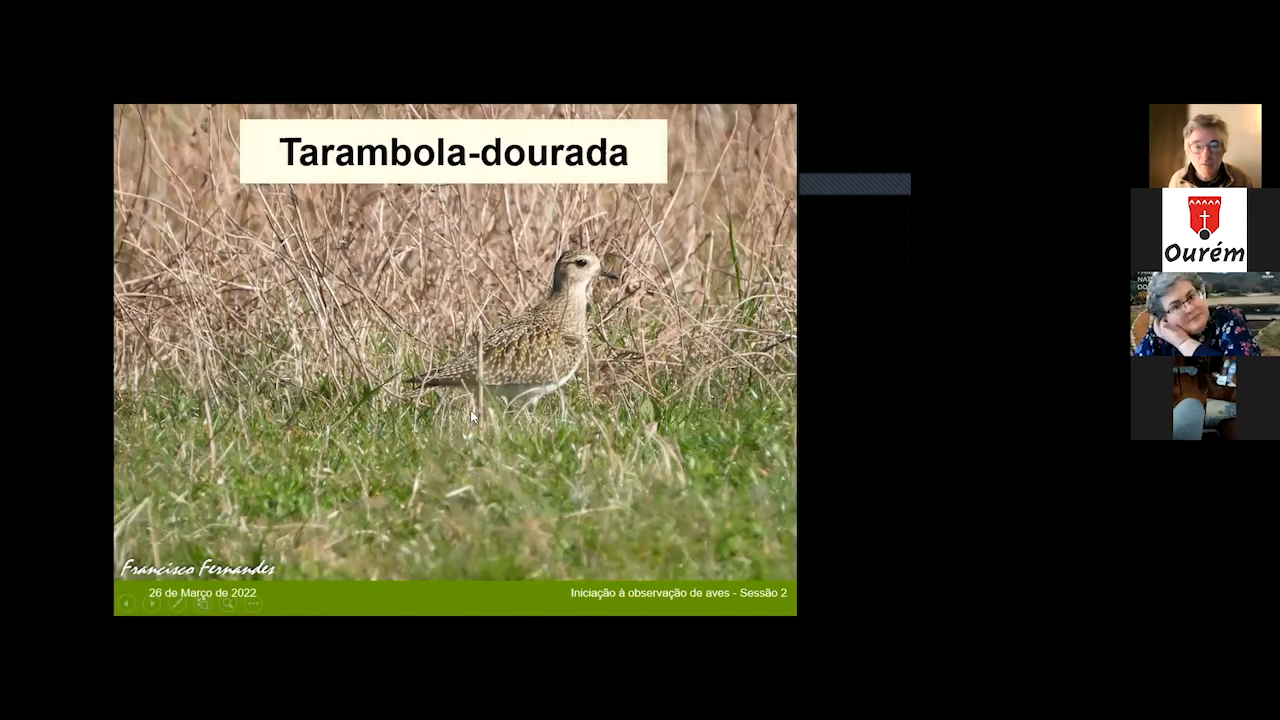 Tarambola-dourada
Francisco Fernandes
26 de Março de 2022
Iniciação à observação de aves - Sessão 2
Ourém